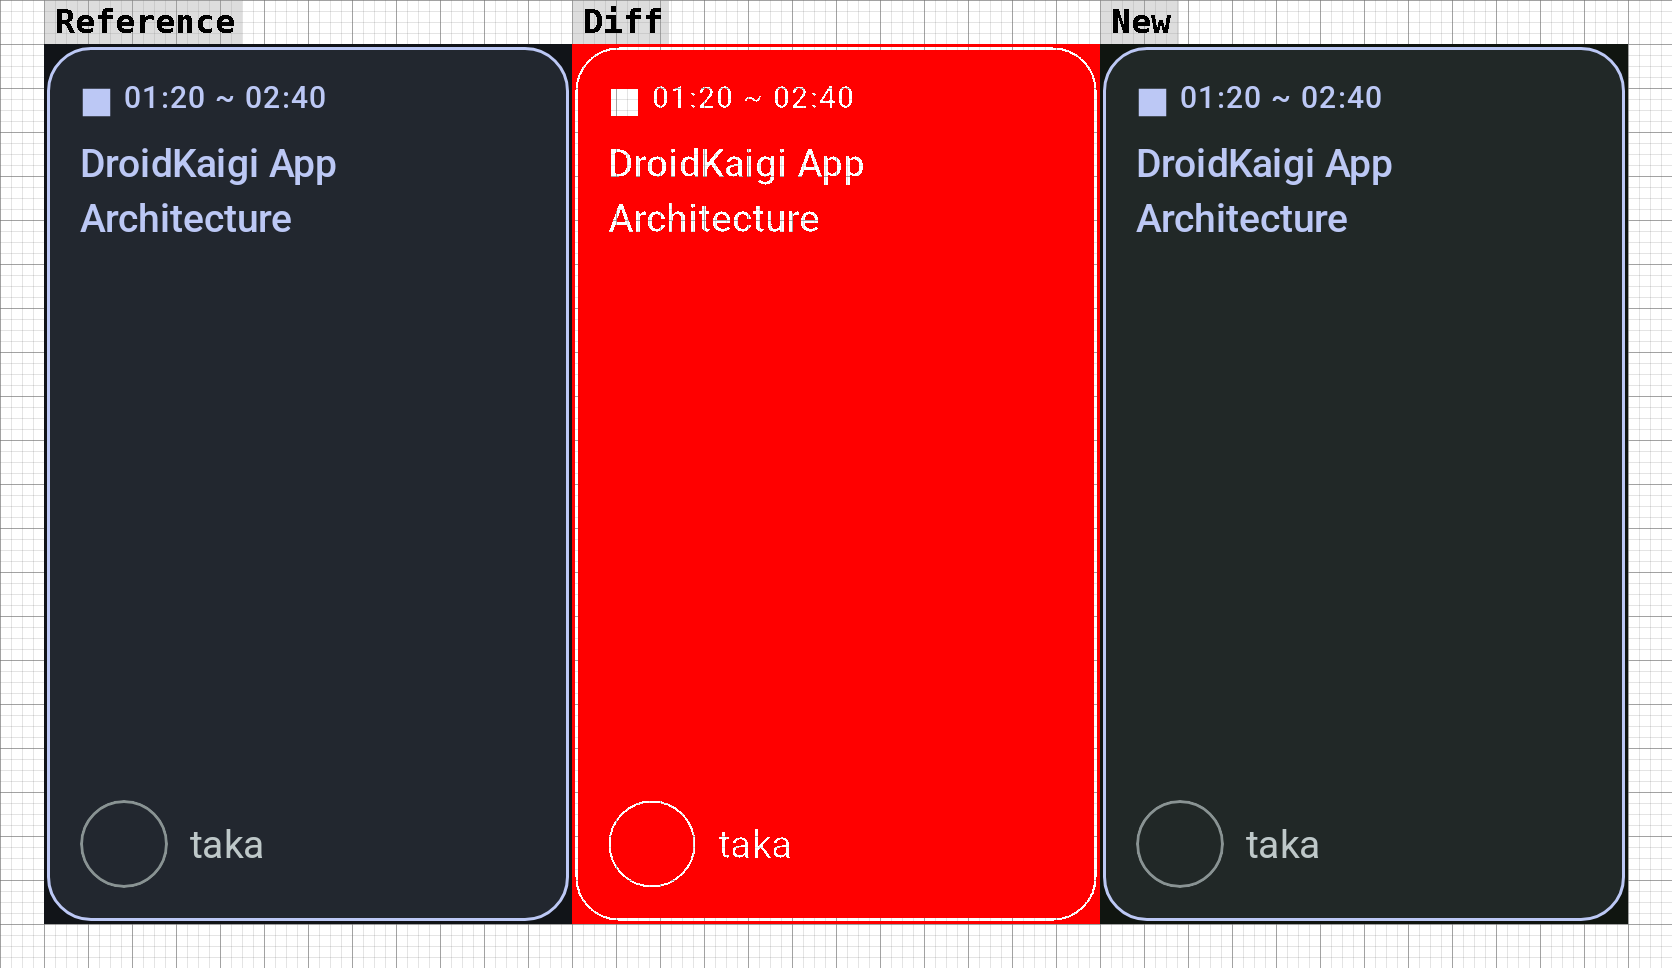 Reference
01:20 ~ 02:40
DroidKaigi App
Architecture
taka
Diff
01:20 ~ 02:40
DroidKaigi App
Architecture
taka
New
01:20 ~ 02:40
DroidKaigi App
Architecture
taka